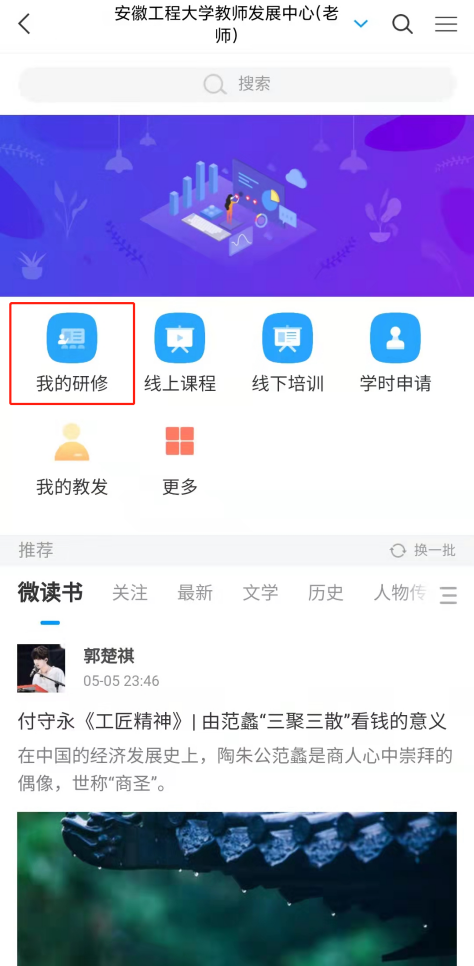 安徽工程大学教师发展中心(老
师)
搜索
我的研修
线上课程
线下培训
学时申请
我的教发
更多
推荐
换一批
微读书
关注
最新
文学
历史
人物传
郭楚祺
05-05 23:46
付守永《工匠精神》| 由范蠡“三聚三散”看钱的意义
在中国的经济发展史上，陶朱公范蠡是商人心中崇拜的
偶像，世称“商圣”。